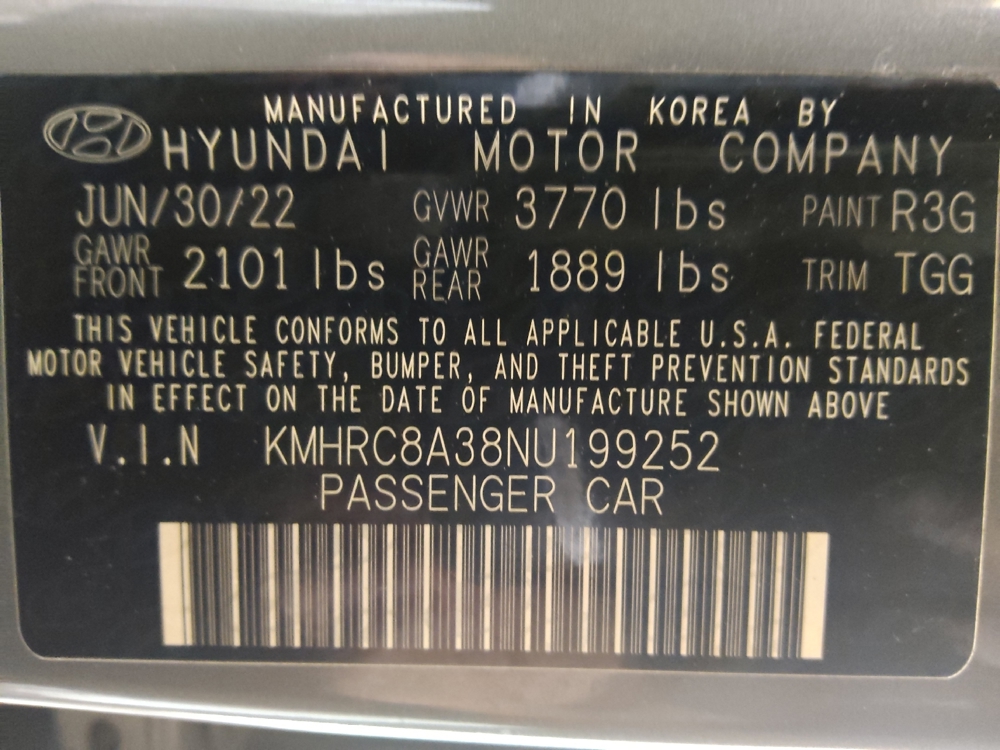 MANUFACTURED IN KOREA BY
HYUNDAI MOTOR COMPANY
JUN/30/22 GVWR 3770 lbs PAINT R3G
GAWR FRONT 2101 lbs GAWR REAR 1889 lbs TRIM TGG
THIS VEHICLE CONFORMS TO ALL APPLICABLE U.S.A. FEDERAL
MOTOR VEHICLE SAFETY, BUMPER, AND THEFT PREVENTION STANDARDS
IN EFFECT ON THE DATE OF MANUFACTURE SHOWN ABOVE
V.I.N KMHRC8A38NU199252
PASSENGER CAR